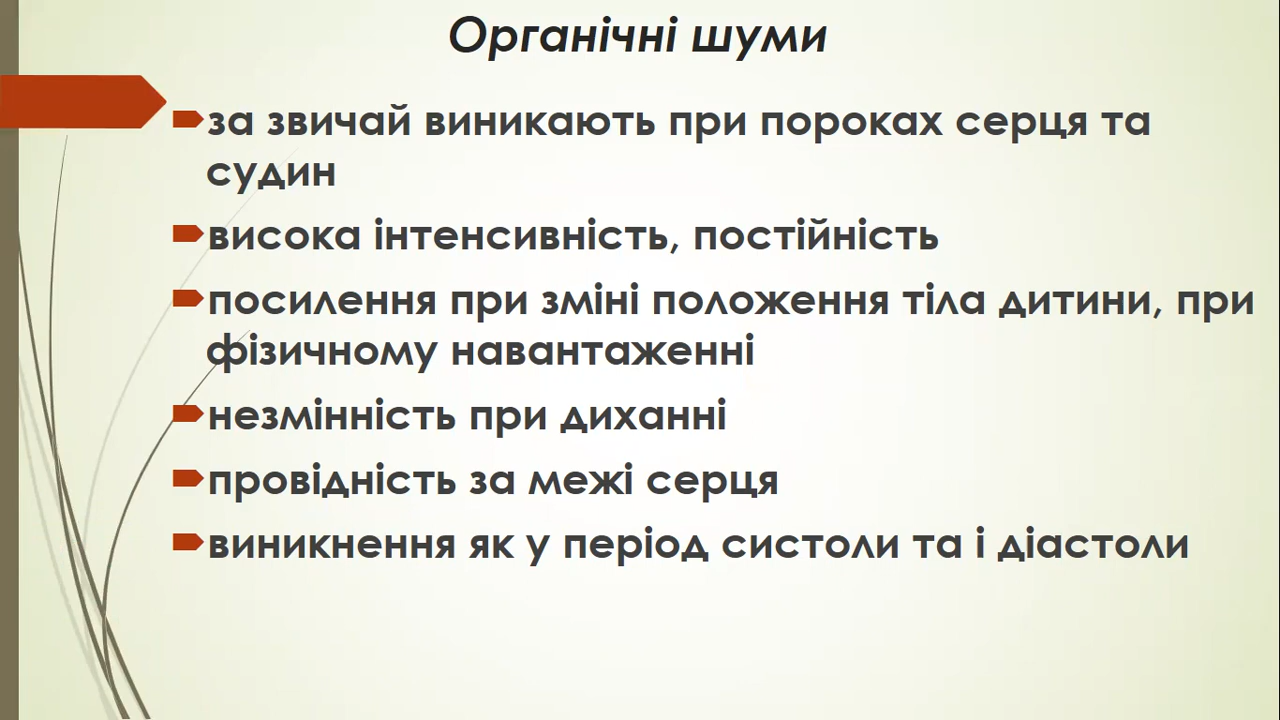 Органічні шуми
за звичай виникають при пороках серця та
судин
висока інтенсивність, постійність
посилення при зміні положення тіла дитини, при
фізичному навантаженні
незмінність при диханні
провідність за межі серця
виникнення як у період систоли та і діастоли